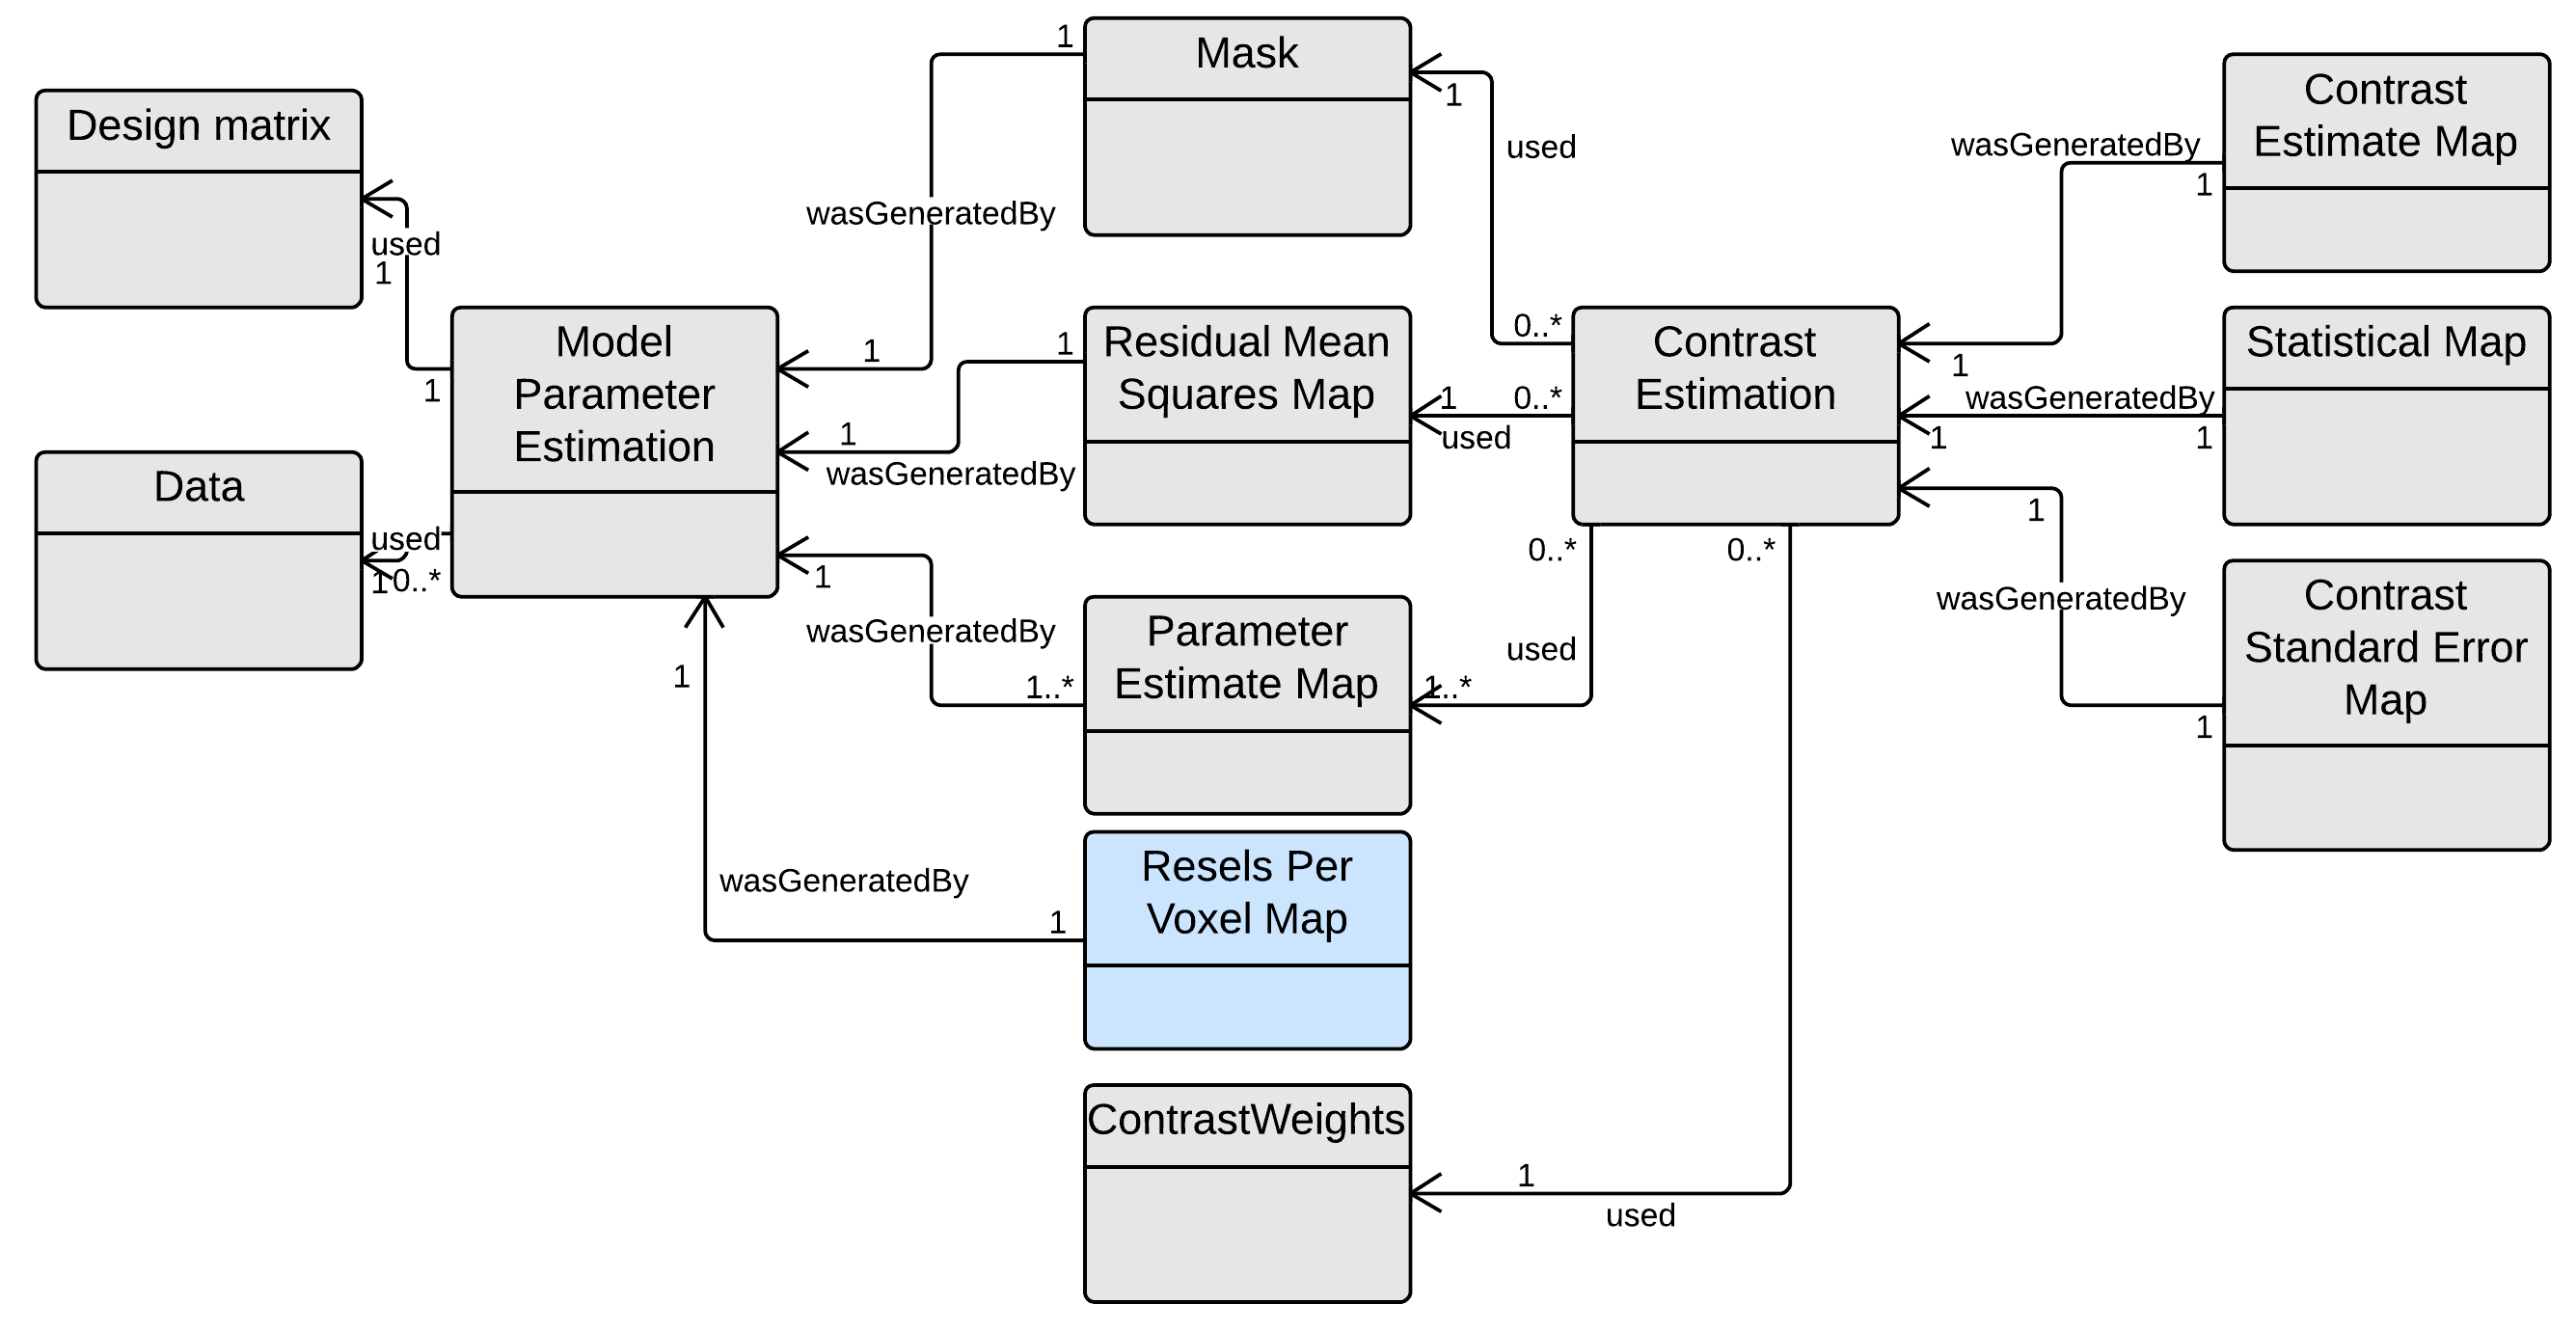 Design matrix
used
1
1
Data
used
1
0..*
Model
Parameter
Estimation
1
wasGeneratedBy
1
Mask
1
used
0..*
1
wasGeneratedBy
1
Residual Mean
Squares Map
1
used
0..*
1
wasGeneratedBy
1..*
Parameter
Estimate Map
1..*
used
0..*
1
wasGeneratedBy
1
Resels Per
Voxel Map
ContrastWeights
1
used
0..*
Contrast
Estimation
wasGeneratedBy
1
1
Contrast
Estimate Map
wasGeneratedBy
1
1
Statistical Map
1
wasGeneratedBy
1
Contrast
Standard Error
Map